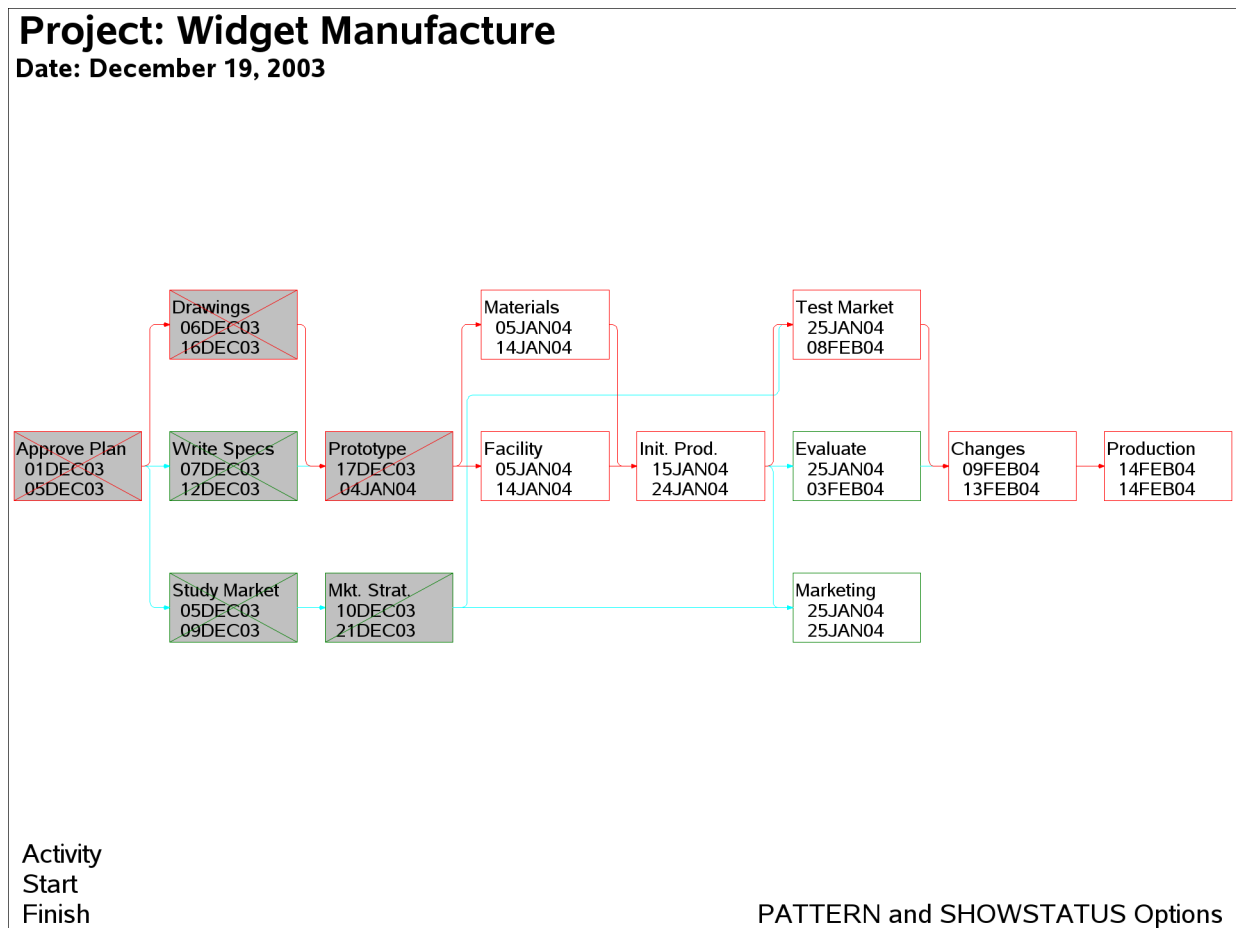 Project: Widget Manufacture
Date: December 19, 2003
Drawings
06DEC03
16DEC03
Materials
05JAN04
14JAN04
Test Market
25JAN04
08FEB04
Approve Plan
01DEC03
05DEC03
Write Specs
07DEC03
12DEC03
Prototype
17DEC03
04JAN04
Facility
05JAN04
14JAN04
Init. Prod.
15JAN04
24JAN04
Evaluate
25JAN04
03FEB04
Changes
09FEB04
13FEB04
Production
14FEB04
14FEB04
Study Market
05DEC03
09DEC03
Mkt. Strat.
10DEC03
21DEC03
Marketing
25JAN04
25JAN04
Activity
Start
Finish
PATTERN and SHOWSTATUS Options